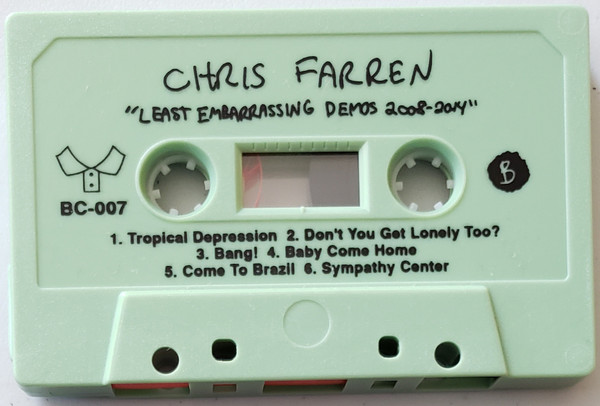 CHRIS FARREN
"LEAST EMBARRASSING DEMOS 2008-2014"
B
BC-007
1. Tropical Depression 2. Don't You Get Lonely Too?
3. Bang! 4. Baby Come Home
5. Come To Brazil 6. Sympathy Center